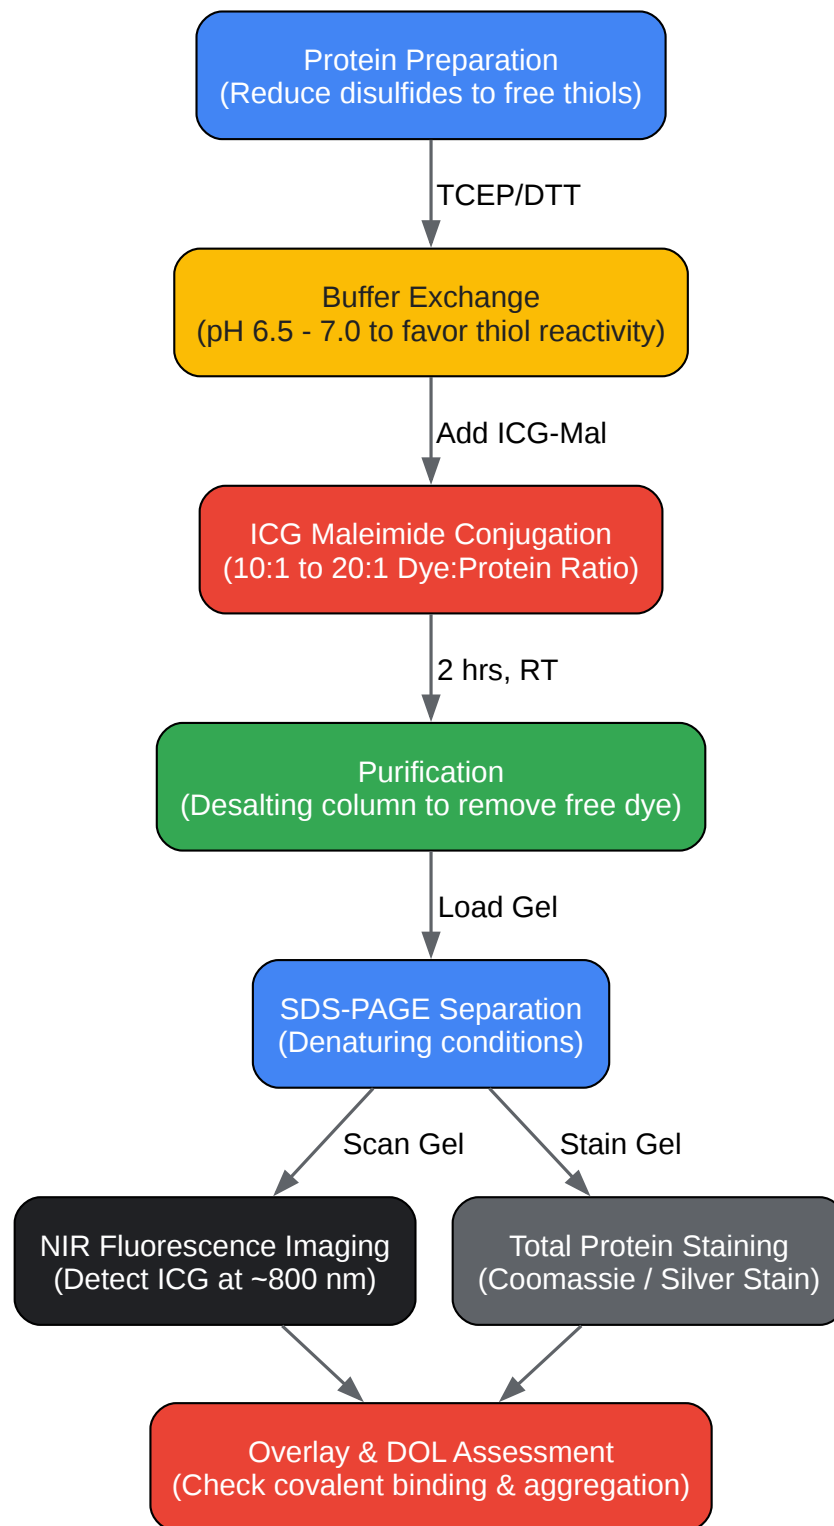 Protein Preparation
(Reduce disulfides to free thiols)
TCEP/DTT
Buffer Exchange
(pH 6.5 - 7.0 to favor thiol reactivity)
Add ICG-Mal
ICG Maleimide Conjugation
(10:1 to 20:1 Dye:Protein Ratio)
2 hrs, RT
Purification
(Desalting column to remove free dye)
Load Gel
SDS-PAGE Separation
(Denaturing conditions)
Scan Gel
Stain Gel
NIR Fluorescence Imaging
(Detect ICG at ~800 nm)
Total Protein Staining
(Coomassie / Silver Stain)
Overlay & DOL Assessment
(Check covalent binding & aggregation)